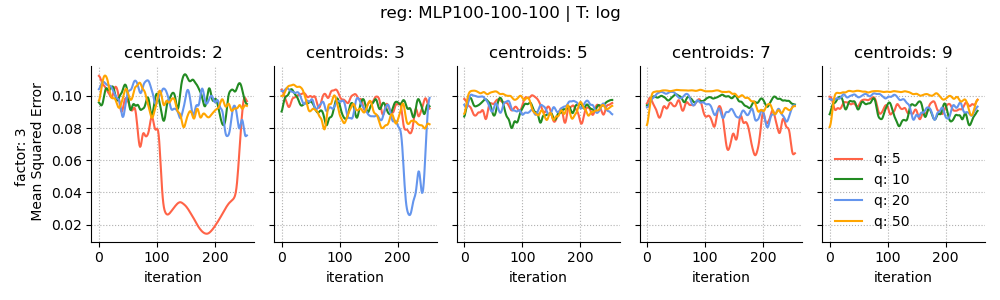 reg: MLP100-100-100 | T: log
centroids: 2
centroids: 3
centroids: 5
centroids: 7
centroids: 9
factor: 3
Mean Squared Error
0.10
0.08
0.06
0.04
0.02
q: 5
q: 10
q: 20
q: 50
0 100 200
0 100 200
0 100 200
0 100 200
0 100 200
iteration
iteration
iteration
iteration
iteration